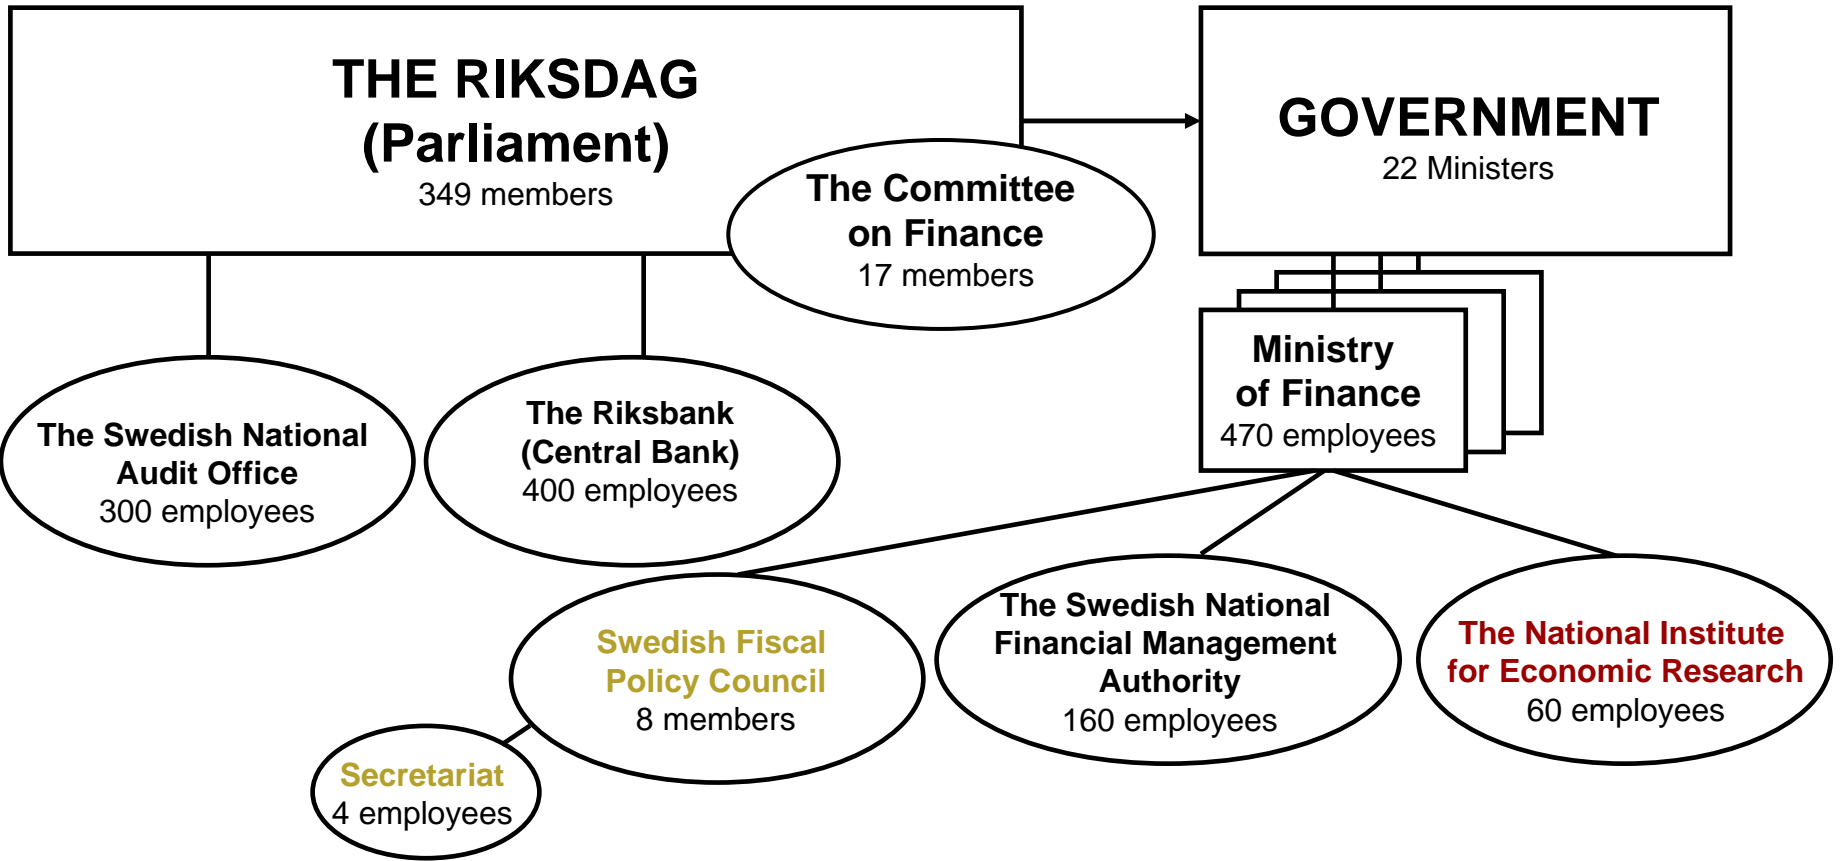 THE RIKSDAG
(Parliament)
349 members
GOVERNMENT
22 Ministers
The Committee
on Finance
17 members
Ministry
of Finance
470 employees
The Swedish National
Audit Office
300 employees
The Riksbank
(Central Bank)
400 employees
Swedish Fiscal
Policy Council
8 members
The Swedish National
Financial Management
Authority
160 employees
The National Institute
for Economic Research
60 employees
Secretariat
4 employees